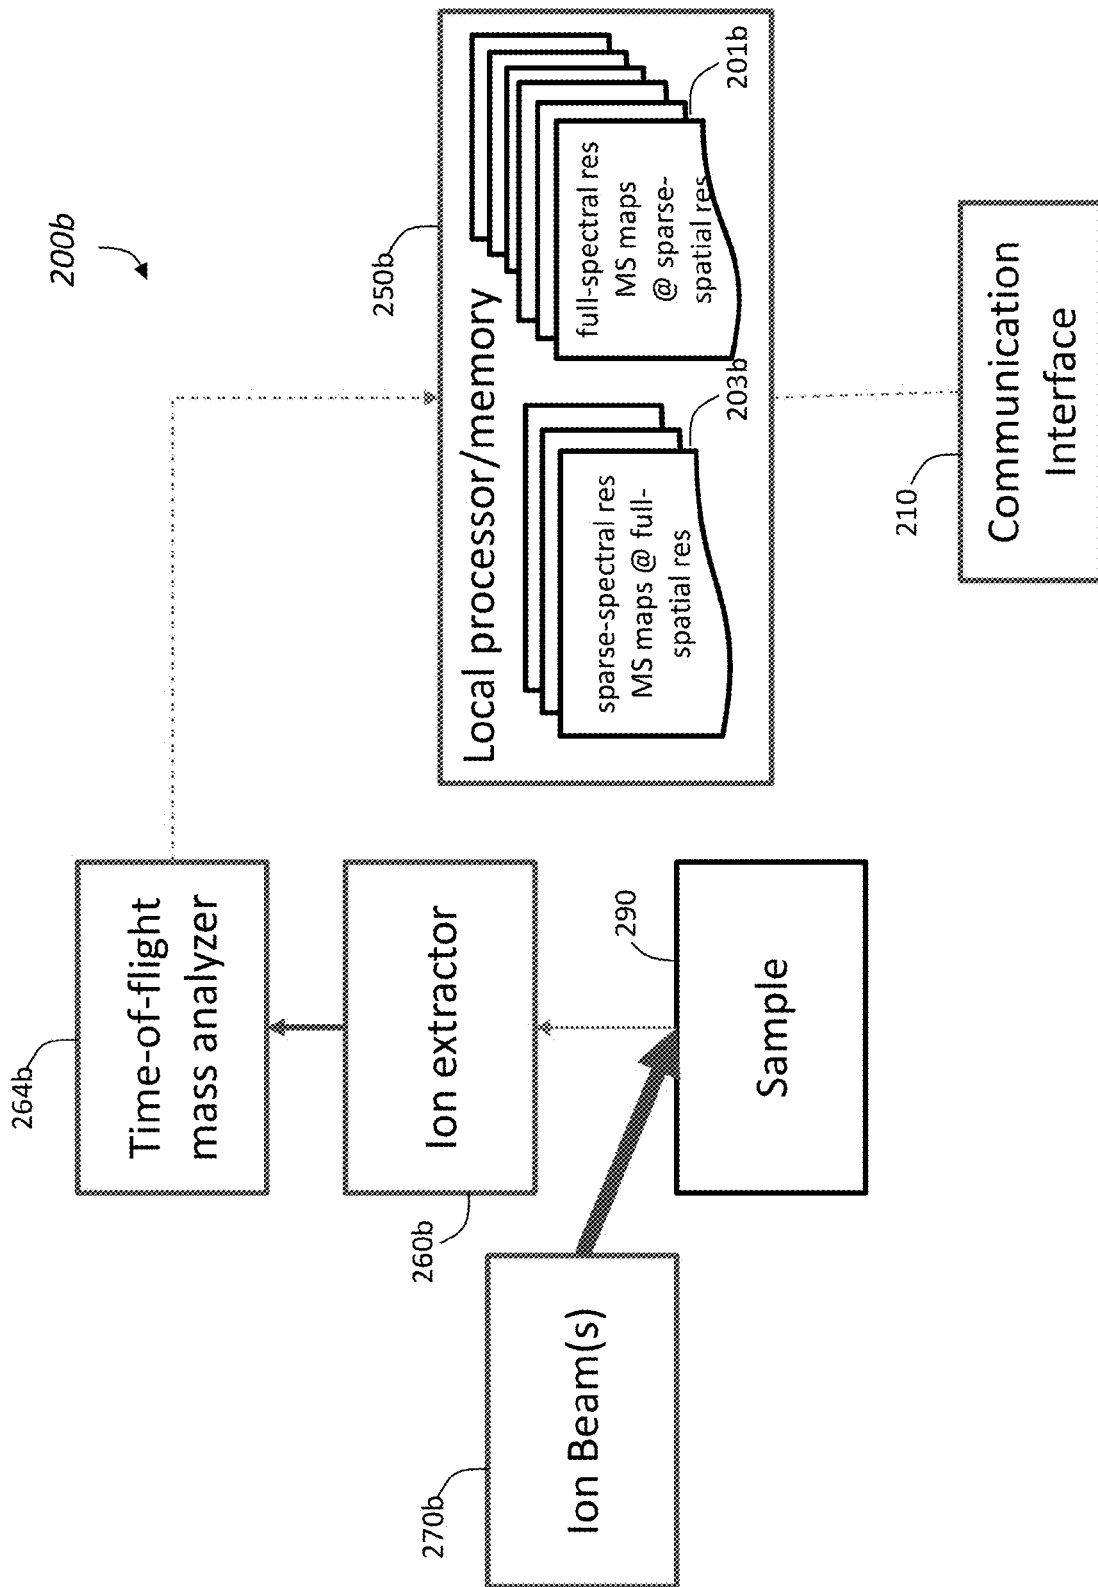 200b
264b
Time-of-flight
mass analyzer
260b
Ion extractor
270b
Ion Beam(s)
290
Sample
250b
Local processor/memory
sparse-spectral res
MS maps @ full-
spatial res
203b
full-spectral res
MS maps
@ sparse-
spatial res
201b
210
Communication
Interface